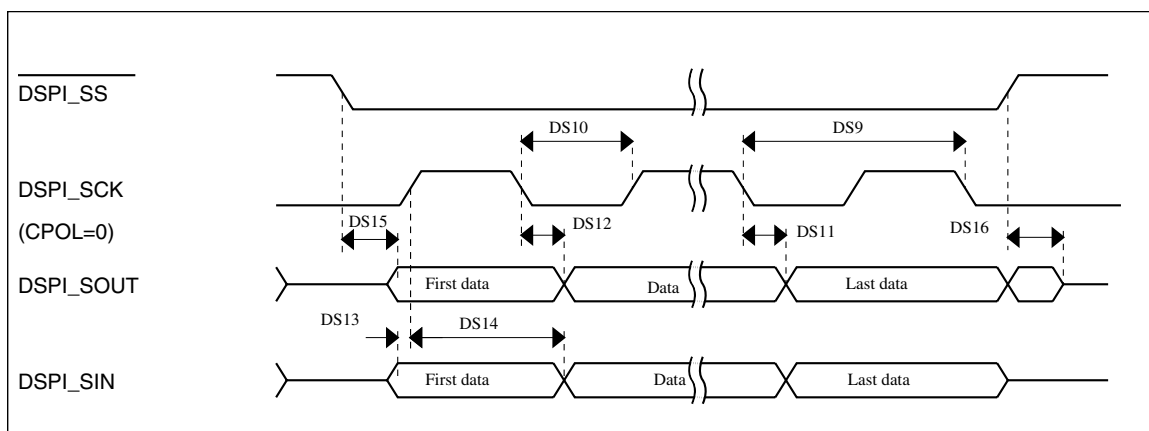 DSPI_SS
DS10
DS9
DSPI_SCK
(CPOL=0)
DS15
DS12
DS11
DS16
DSPI_SOUT
First data
Data
Last data
DS13
DS14
DSPI_SIN
First data
Data
Last data